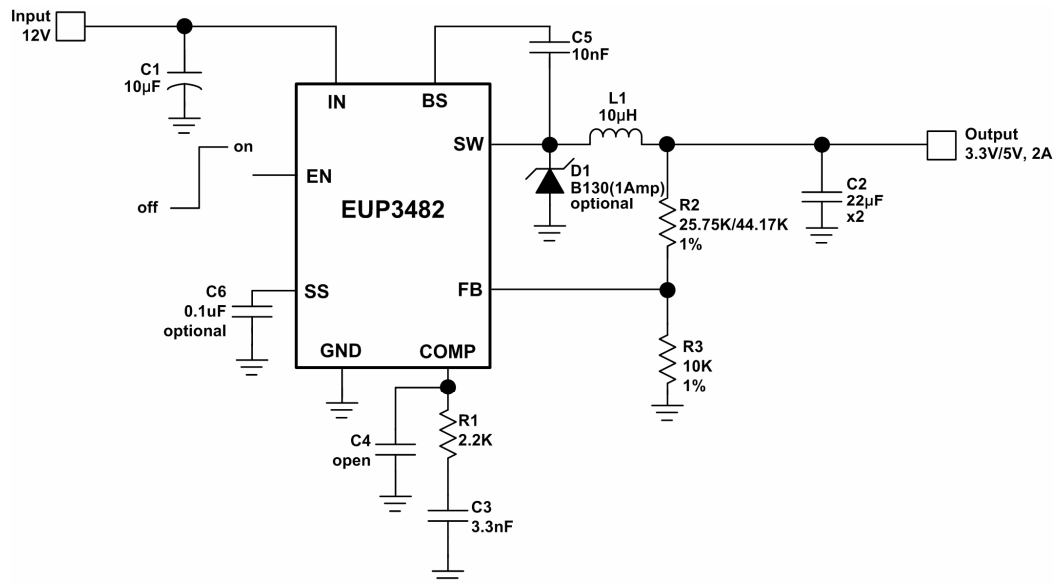 Input
12V
C1
10µF
IN
BS
C5
10nF
L1
10µH
SW
Output
3.3V/5V, 2A
on
off
EN
EUP3482
D1
B130(1Amp)
optional
R2
25.75K/44.17K
1%
C2
22µF
x2
C6
0.1uF
optional
SS
FB
GND
COMP
R3
10K
1%
C4
open
R1
2.2K
C3
3.3nF